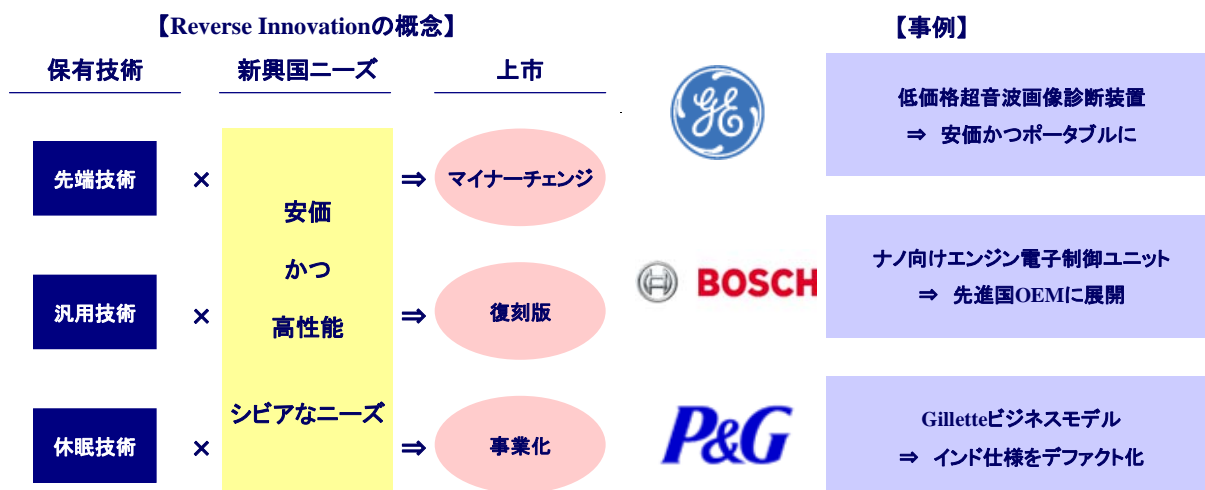 【Reverse Innovationの概念】
保有技術
新興国ニーズ
上市
先端技術
×
⇒
マイナーチェンジ
汎用技術
×
⇒
復刻版
休眠技術
×
⇒
事業化
安価
かつ
高性能
シビアなニーズ
【事例】
GE
低価格超音波画像診断装置
⇒ 安価かつポータブルに
BOSCH
ナノ向けエンジン電子制御ユニット
⇒ 先進国OEMに展開
P&G
Gilletteビジネスモデル
⇒ インド仕様をデファクト化